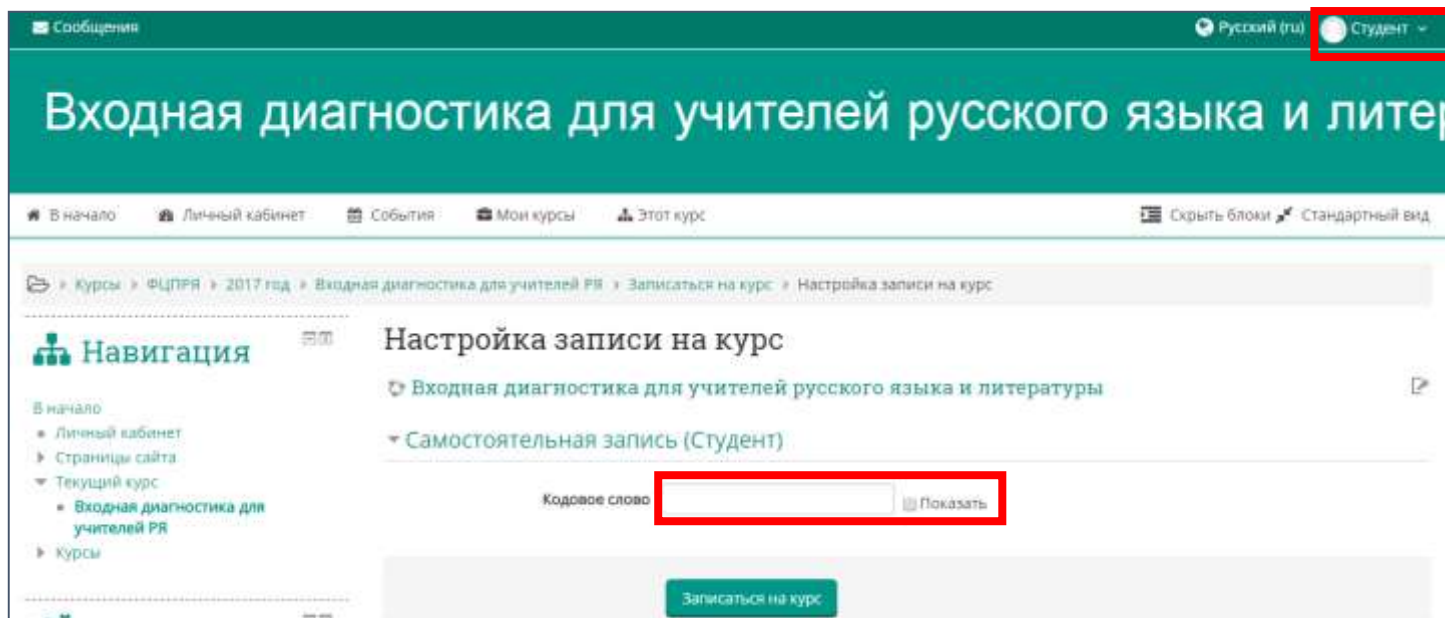 Сообщения
Русский (ru) Студент
Входная диагностика для учителей русского языка и лите
В начало Личный кабинет События Мои курсы Этот курс Скрыть блоки Стандартный вид
Курсы ФЦПРЯ 2017 год Входная диагностика для учителей РЯ Записаться на курс Настройка записи на курс
Навигация
В начало
Личный кабинет
Страницы сайта
Текущий курс
Входная диагностика для
учителей РЯ
Курсы
Настройка записи на курс
Входная диагностика для учителей русского языка и литературы
Самостоятельная запись (Студент)
Кодовое слово Показать
Записаться на курс